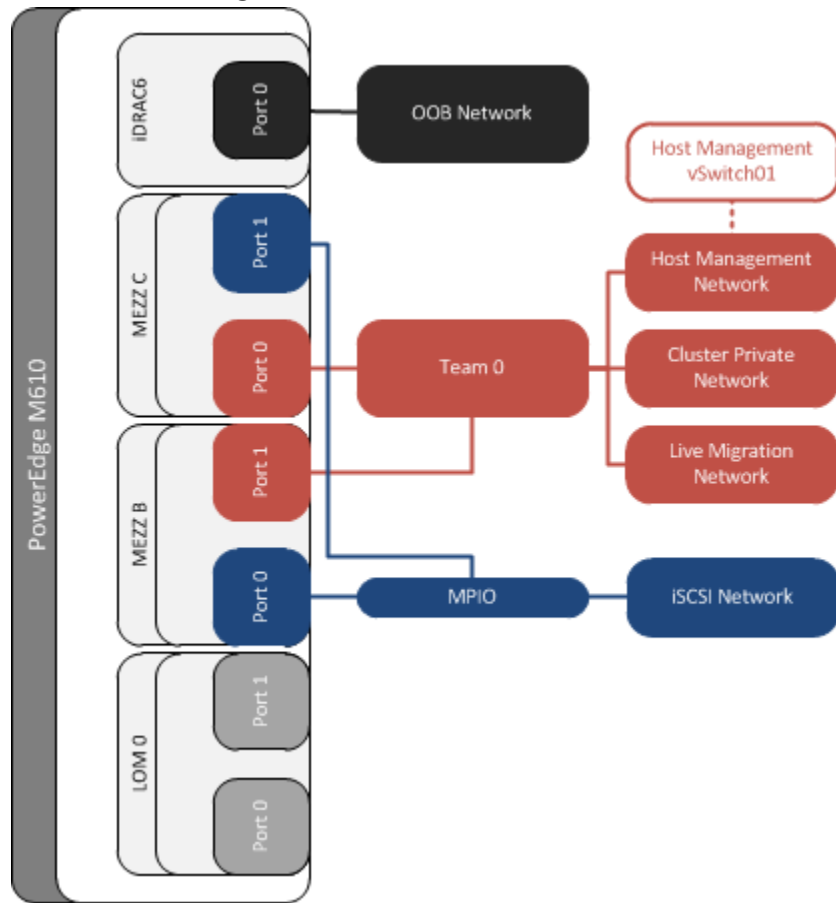 PowerEdge M610
iDRAC6
Port 0
OOB Network
MEZZ C
Port 1
Port 0
Team 0
Host Management
vSwitch01
Host Management
Network
Cluster Private
Network
Live Migration
Network
MEZZ B
Port 1
Port 0
MPIO
iSCSI Network
LOM 0
Port 1
Port 0